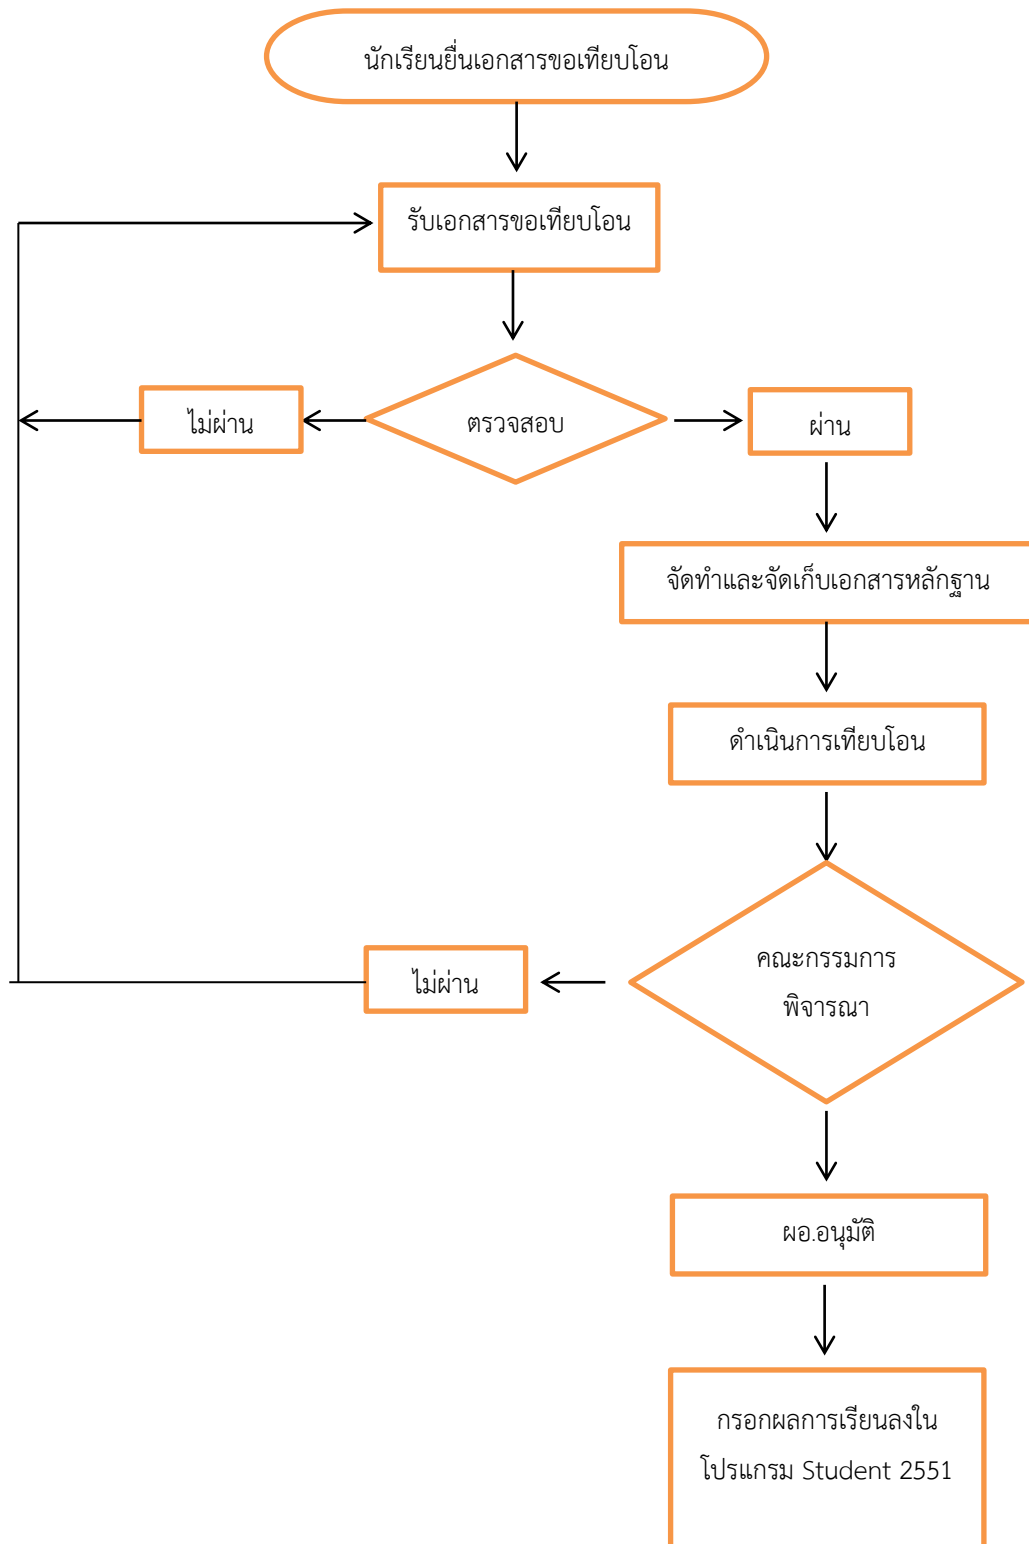 นักเรียนยื่นเอกสารขอเทียบโอน
รับเอกสารขอเทียบโอน
ไม่ผ่าน
ตรวจสอบ
ผ่าน
จัดทำและจัดเก็บเอกสารหลักฐาน
ดำเนินการเทียบโอน
คณะกรรมการ
พิจารณา
ไม่ผ่าน
ผอ.อนุมัติ
กรอกผลการเรียนลงใน
โปรแกรม Student 2551